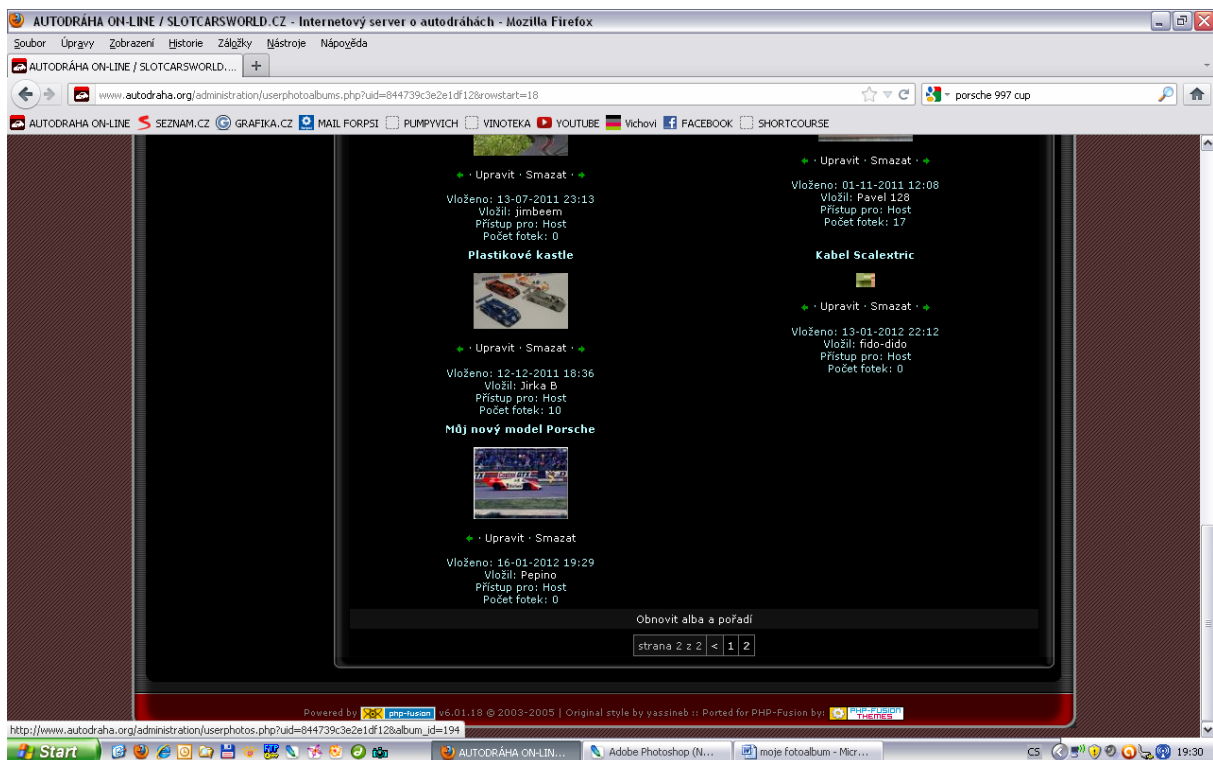 AUTODRÁHA ON-LINE / SLOTCARSWORLD.CZ - Internetový server o autodráhách - Mozilla Firefox
Soubor Úpravy Zobrazení Historie Záložky Nástroje Nápověda
AUTODRÁHA ON-LINE / SLOTCARSWORLD.... +
www.autodraha.org/administration/userphotoalbums.php?uid=844739c3e2e1df12&rowstart=18
porsche 997 cup
AUTODRAHA ON-LINE SEZNAM.CZ GRAFIKA.CZ MAIL FORPSI PUMPYVHB VINOTEKA YOUTUBE Vichovi FACEBOOK SHORTCOURSE
· Upravit · Smazat ·
Vloženo: 13-07-2011 23:13
Vložil: jimbeem
Přístup pro: Host
Počet fotek: 0
· Upravit · Smazat ·
Vloženo: 01-11-2011 12:08
Vložil: Pavel 128
Přístup pro: Host
Počet fotek: 17
Plastikové kastle
· Upravit · Smazat ·
Vloženo: 12-12-2011 18:36
Vložil: Jirka B
Přístup pro: Host
Počet fotek: 10
Kabel Scalextric
· Upravit · Smazat ·
Vloženo: 13-01-2012 22:12
Vložil: fido-dido
Přístup pro: Host
Počet fotek: 0
Můj nový model Porsche
· Upravit · Smazat
Vloženo: 16-01-2012 19:29
Vložil: Pepino
Přístup pro: Host
Počet fotek: 0
Obnovit alba a pořadí
strana 2 z 2 < 1 2
Powered by php-fusion v6.01.18 © 2003-2005 | Original style by yassineb :: Ported for PHP-Fusion by: PHP-FUSION THEMES
http://www.autodraha.org/administration/userphotos.php?uid=844739c3e2e1df12&album_id=194
Start AUTODRÁHA ON-LIN... Adobe Photoshop (N... moje fotoalbum - Micr... CS 19:30